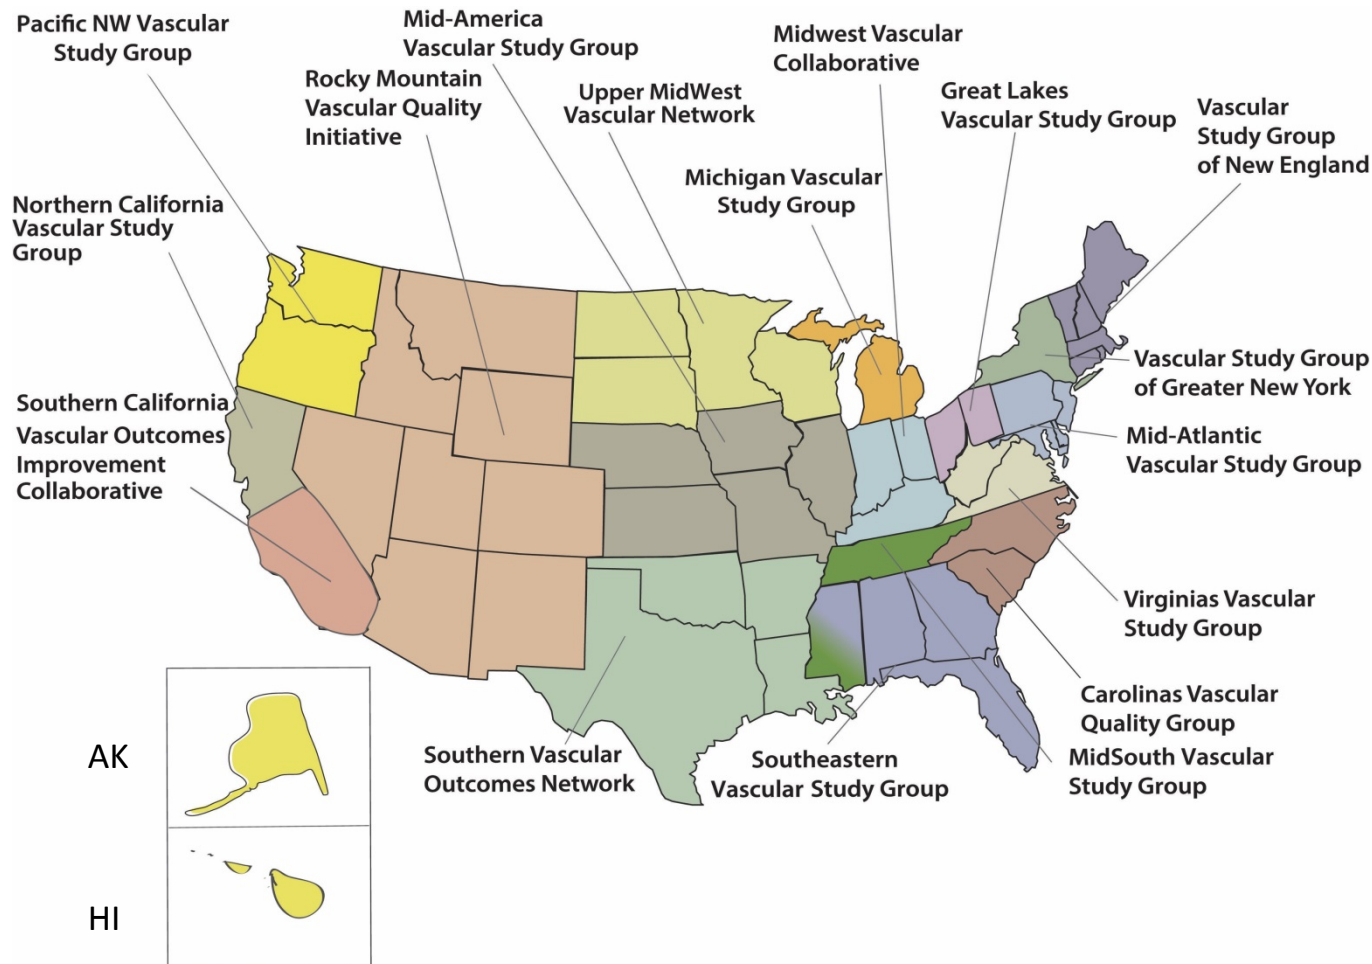 Pacific NW Vascular
Study Group
Mid-America
Vascular Study Group
Rocky Mountain
Vascular Quality
Initiative
Upper MidWest
Vascular Network
Midwest Vascular
Collaborative
Great Lakes
Vascular Study Group
Vascular
Study Group
of New England
Michigan Vascular
Study Group
Northern California
Vascular Study
Group
Vascular Study Group
of Greater New York
Southern California
Vascular Outcomes
Improvement
Collaborative
Mid-Atlantic
Vascular Study Group
Virginias Vascular
Study Group
Carolinas Vascular
Quality Group
MidSouth Vascular
Study Group
Southeastern
Vascular Study Group
Southern Vascular
Outcomes Network
AK
HI